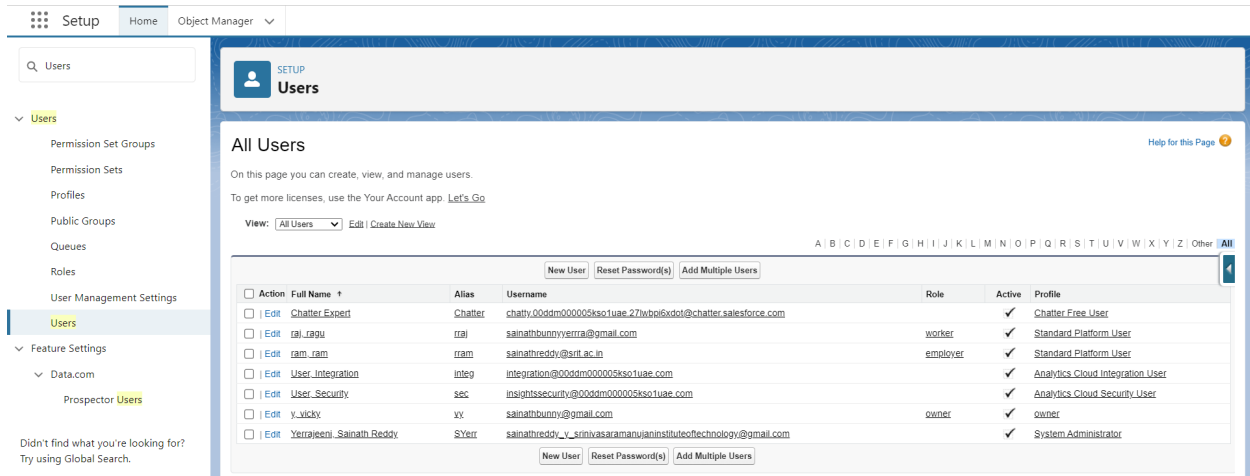 Setup Home Object Manager
Users
Users
Permission Set Groups
Permission Sets
Profiles
Public Groups
Queues
Roles
User Management Settings
Users
Feature Settings
Data.com
Prospector Users
Didn't find what you're looking for?
Try using Global Search.
SETUP
Users
All Users
Help for this Page ?
On this page you can create, view, and manage users.
To get more licenses, use the Your Account app. Let's Go
View: All Users Edit | Create New View
A | B | C | D | E | F | G | H | I | J | K | L | M | N | O | P | Q | R | S | T | U | V | W | X | Y | Z | Other | All
New User Reset Password(s) Add Multiple Users
Action Full Name ↑ Alias Username Role Active Profile
| Edit Chatter Expert Chatter chatty.00ddm000005kso1uae.27lwbpi6xdot@chatter.salesforce.com ✓ Chatter Free User
| Edit raj, ragu rraj sainathbunnyyerrra@gmail.com worker ✓ Standard Platform User
| Edit ram, ram rram sainathreddy@srit.ac.in employer ✓ Standard Platform User
| Edit User, Integration integ integration@00ddm000005kso1uae.com ✓ Analytics Cloud Integration User
| Edit User, Security sec insightssecurity@00ddm000005kso1uae.com ✓ Analytics Cloud Security User
| Edit y, vicky vy sainathbunny@gmail.com owner ✓ owner
| Edit Yerrajeeni, Sainath Reddy SYerr sainathreddy_y_srinivasaramanujaninstituteoftechnology@gmail.com ✓ System Administrator
New User Reset Password(s) Add Multiple Users